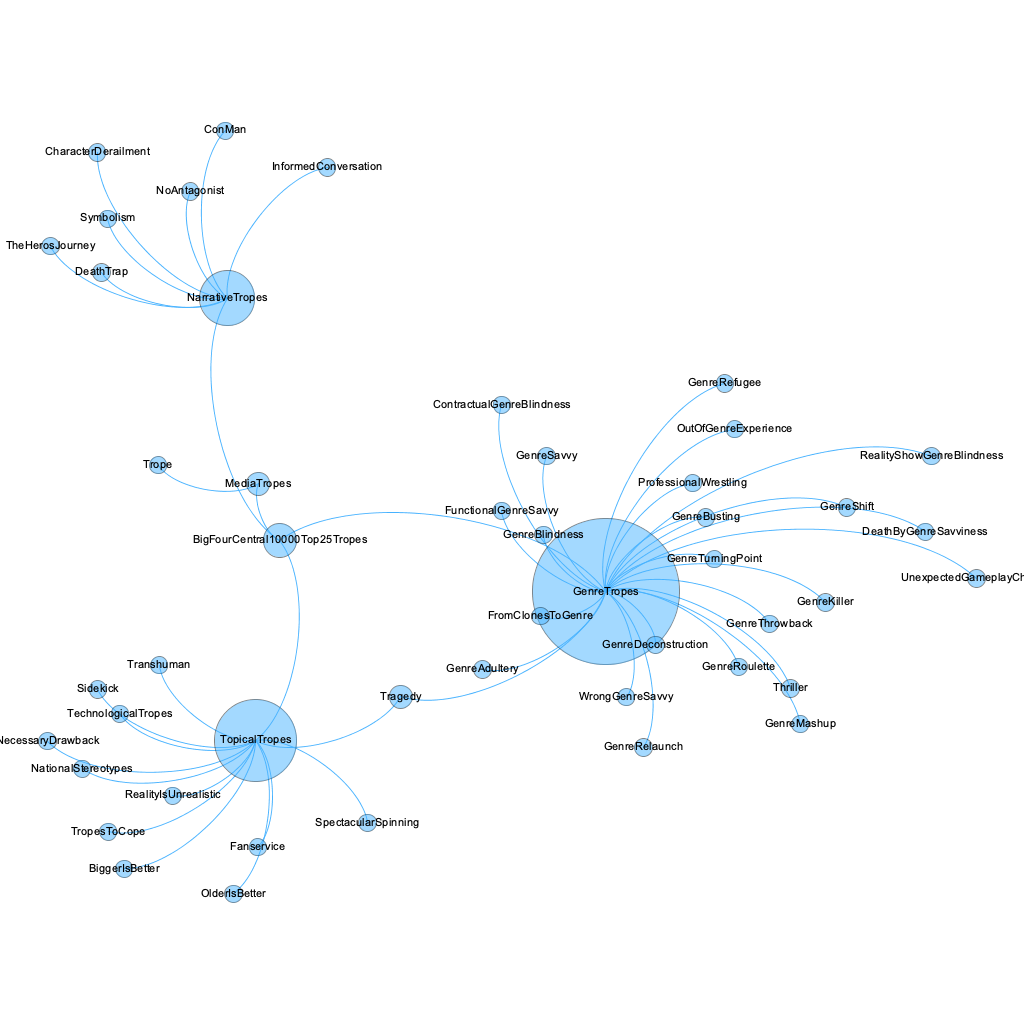 ConMan
CharacterDerailment
InformedConversation
NoAntagonist
Symbolism
TheHerosJourney
DeathTrap
NarrativeTropes
GenreRefugee
ContractualGenreBlindness
OutOfGenreExperience
GenreSavvy
RealityShowGenreBlindness
Trope
MediaTropes
ProfessionalWrestling
FunctionalGenreSavvy
GenreShift
GenreBusting
DeathByGenreSavviness
GenreBlindness
BigFourCentral10000Top25Tropes
GenreTurningPoint
UnexpectedGameplayCh
GenreTropes
GenreKiller
FromClonesToGenre
GenreThrowback
GenreDeconstruction
Transhuman
GenreAdultery
GenreRoulette
Sidekick
Thriller
Tragedy
WrongGenreSavvy
TechnologicalTropes
GenreMashup
NecessaryDrawback
TopicalTropes
GenreRelaunch
NationalStereotypes
RealityIsUnrealistic
SpectacularSpinning
TropesToCope
Fanservice
BiggerIsBetter
OlderIsBetter